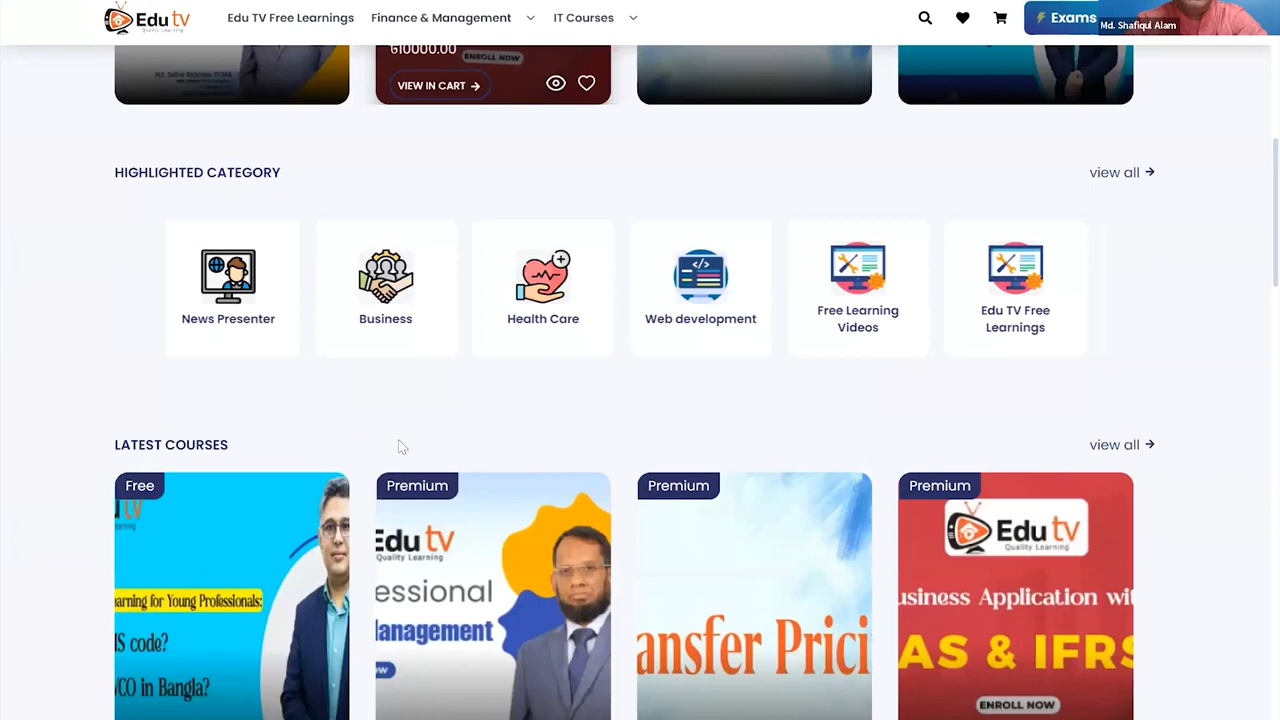 Edu tv
Quality Learning
Edu TV Free Learnings
Finance & Management
IT Courses
Exams
Md. Shafiqul Alam
৳10000.00
ENROLL NOW
VIEW IN CART →
HIGHLIGHTED CATEGORY
view all →
News Presenter
Business
Health Care
Web development
Free Learning
Videos
Edu TV Free
Learnings
LATEST COURSES
view all →
Free
Premium
Premium
Premium
tv
Edu tv
Quality Learning
Edu tv
Quality Learning
arning for Young Professionals:
IS code?
CO in Bangla?
essional
anagement
ansfer Prici
usiness Application wit
AS & IFRS
ENROLL NOW